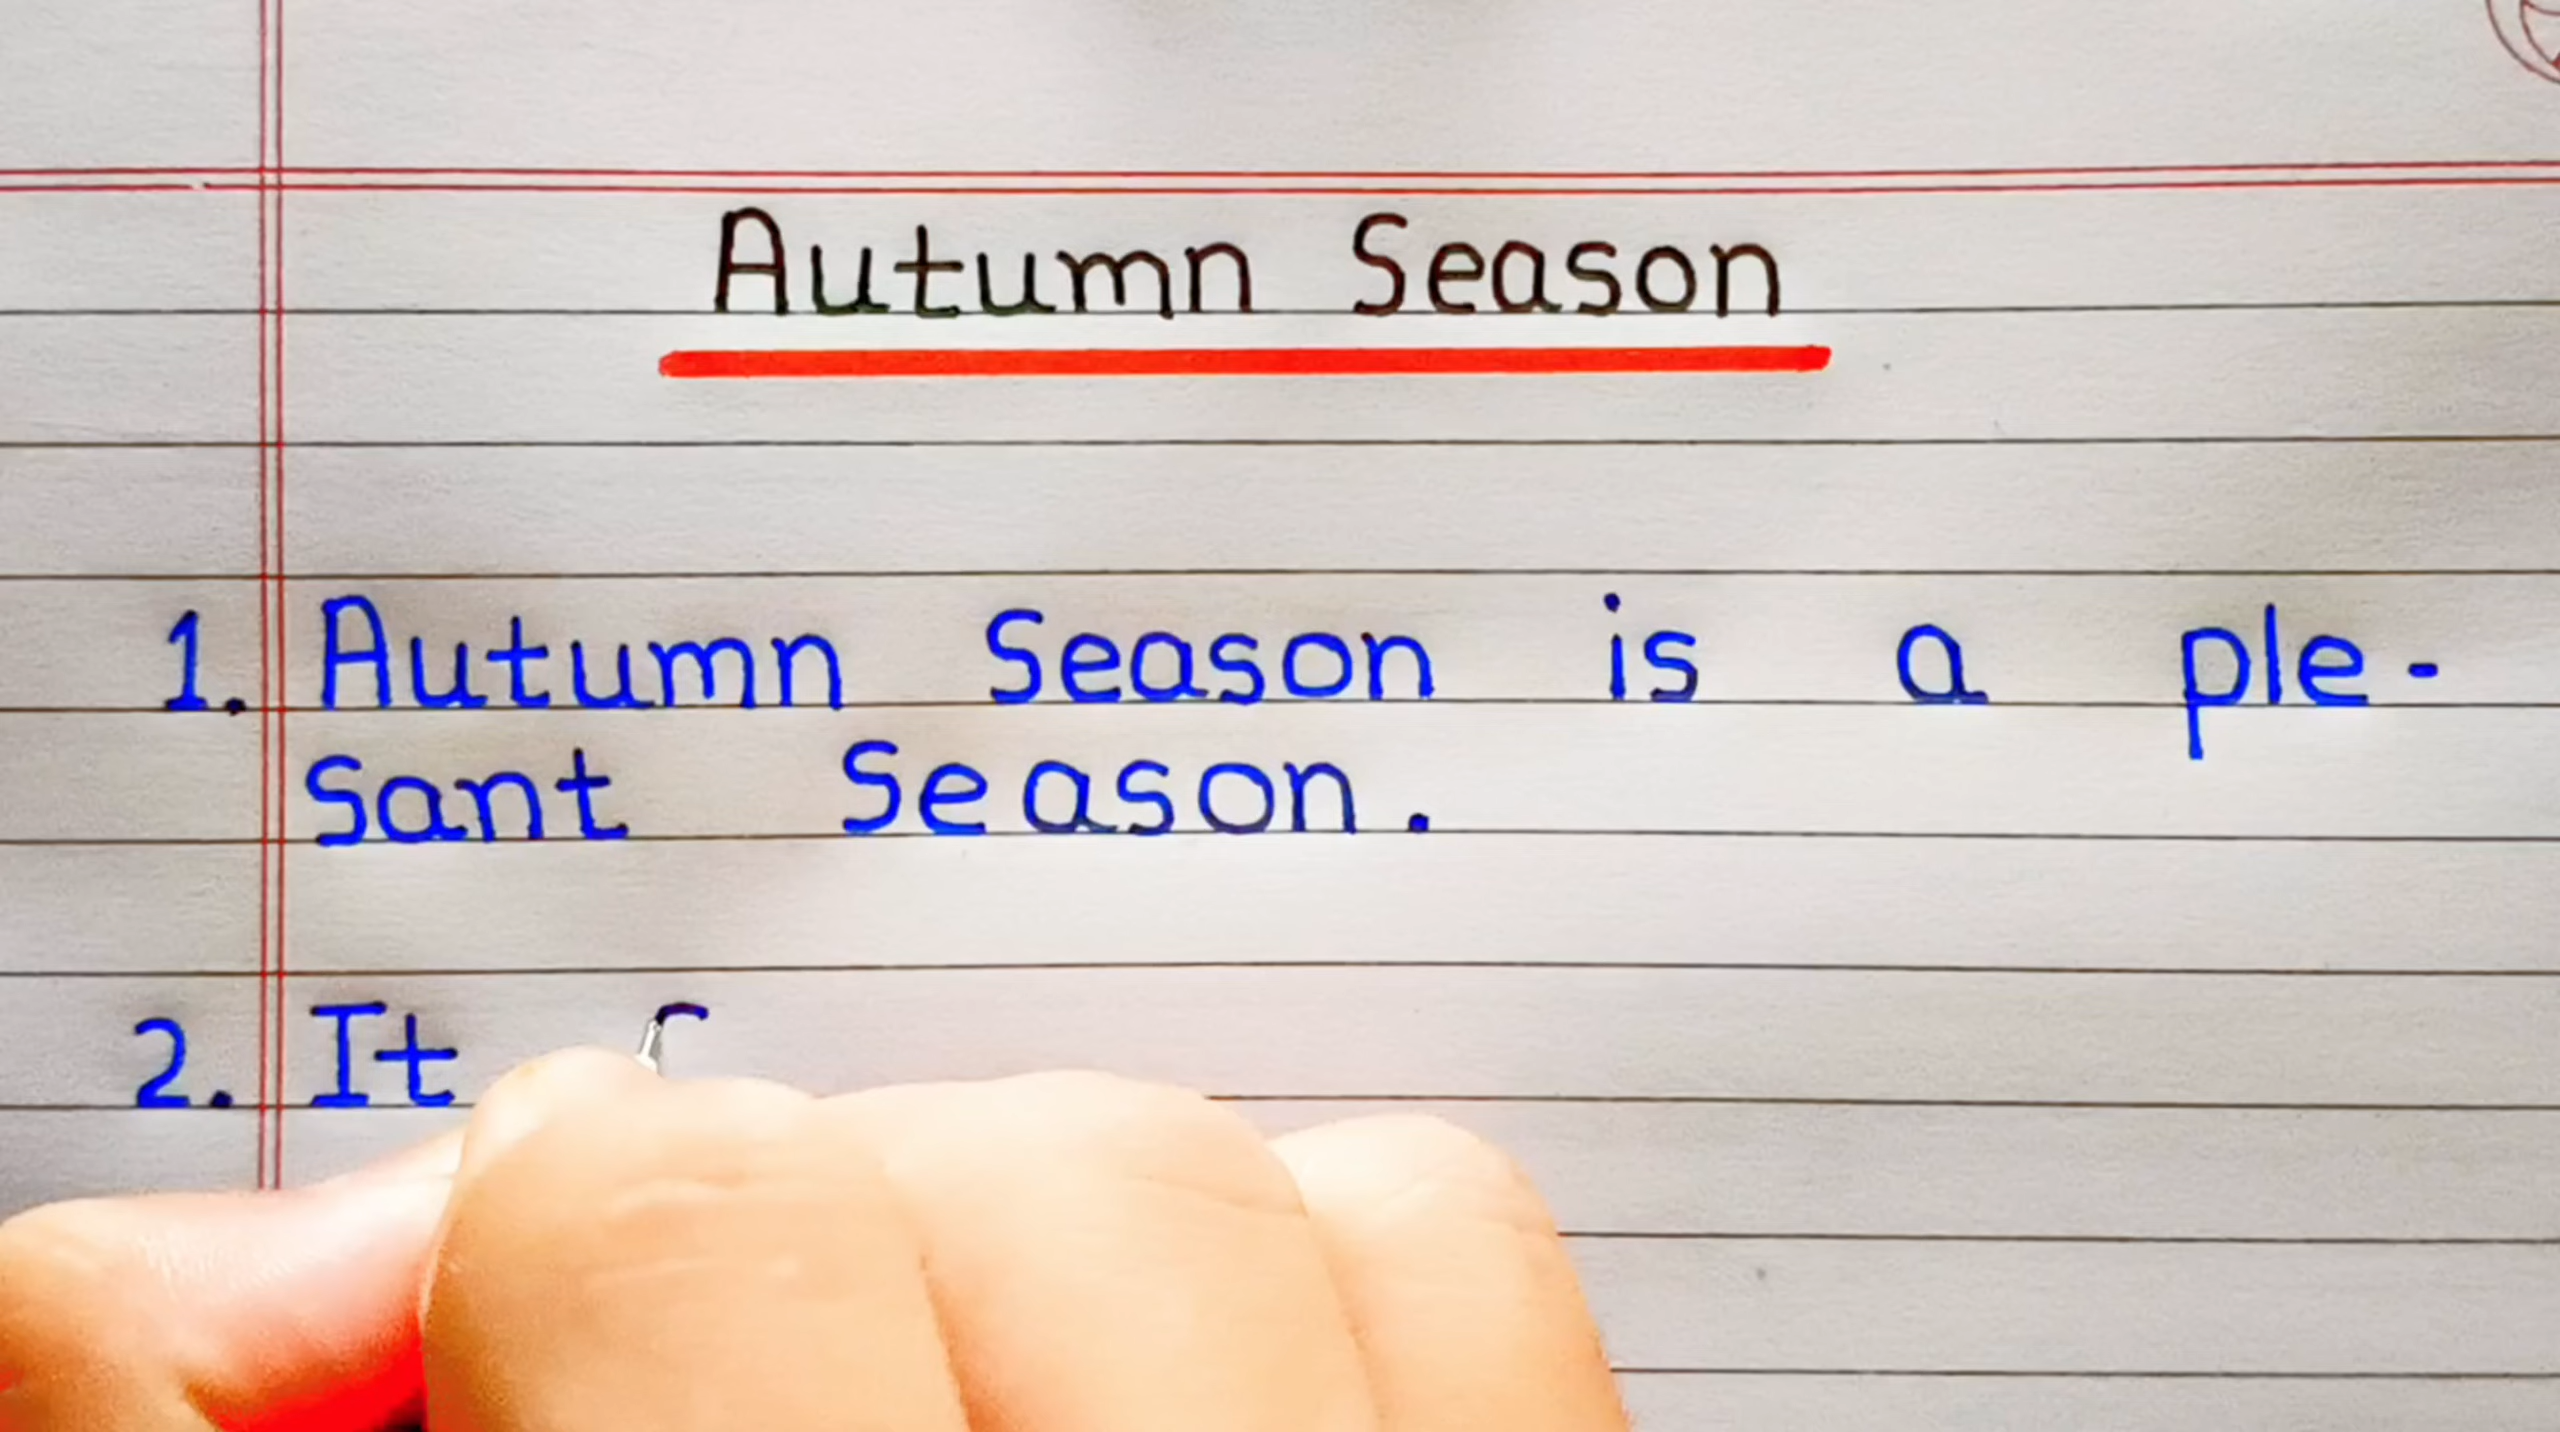 Autumn Season
1. Autumn Season is a ple-
sant Season.
2. It